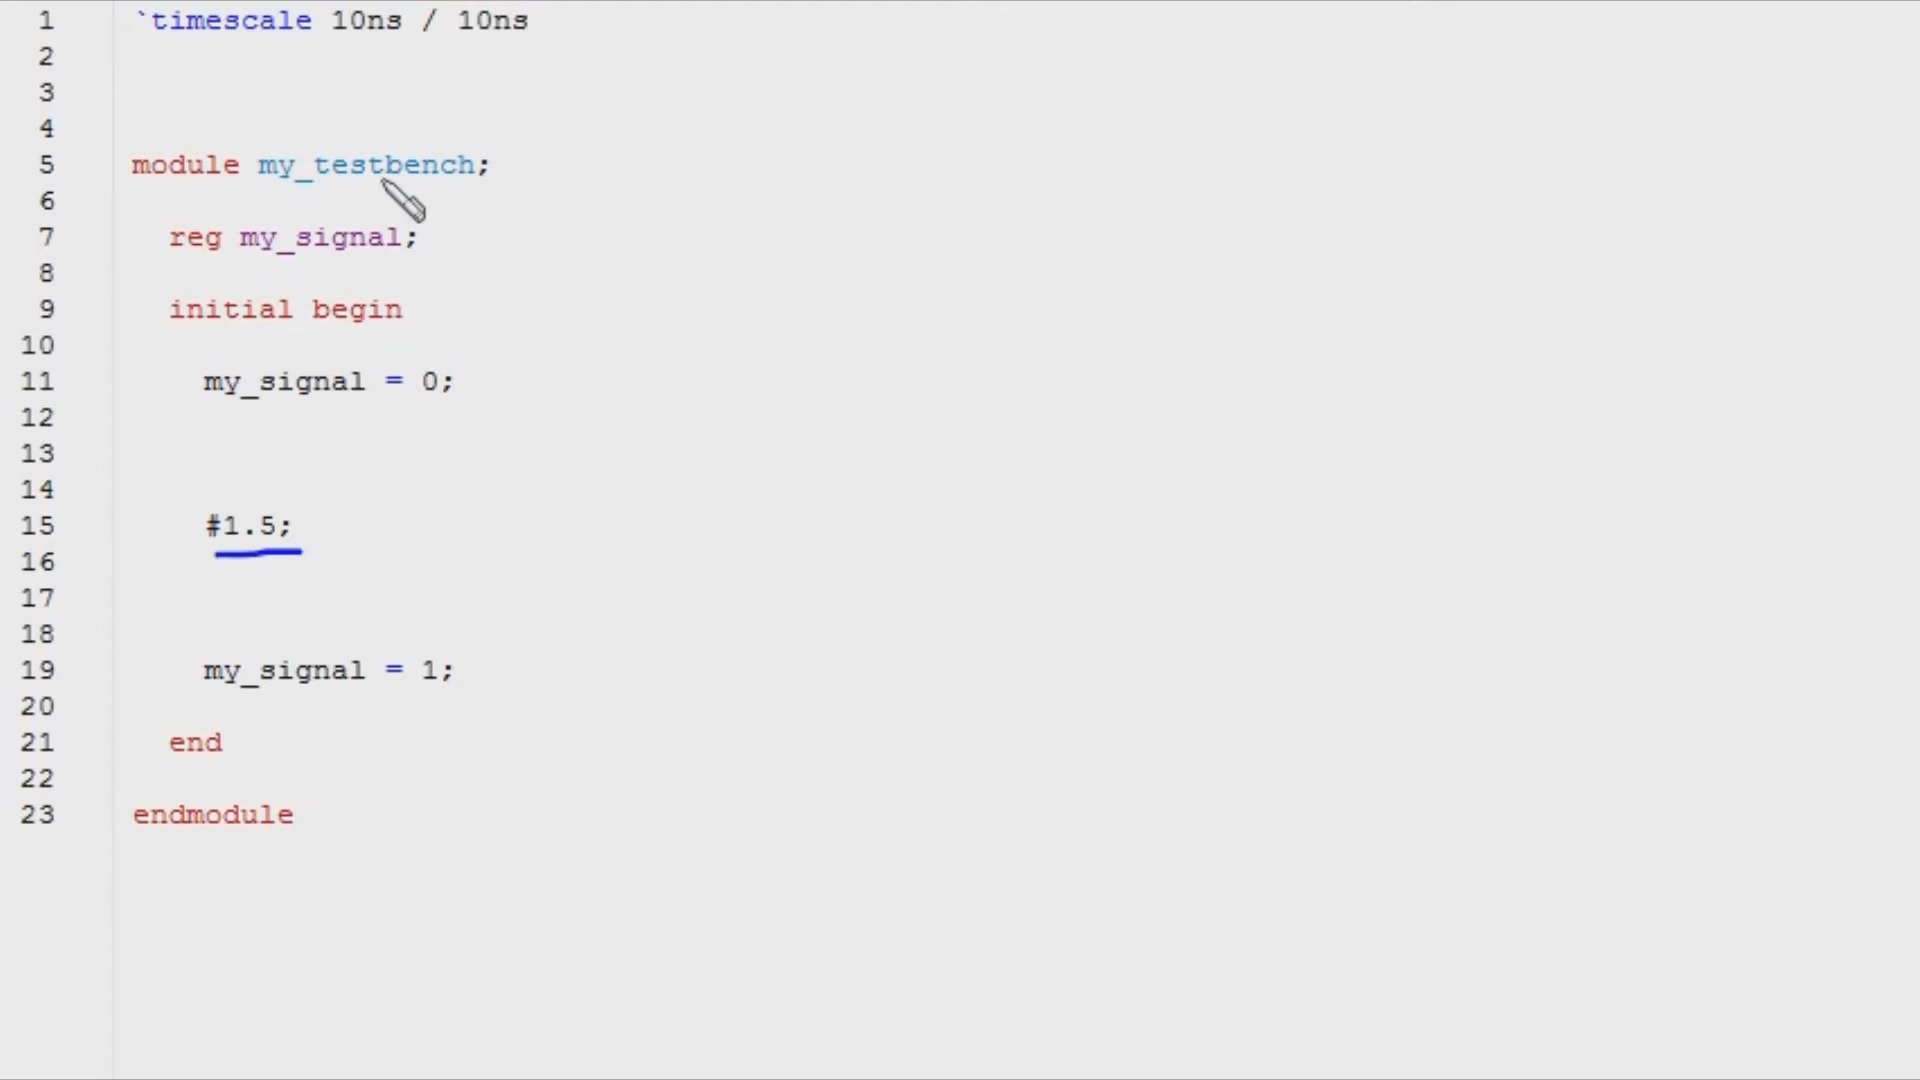 1 `timescale 10ns / 10ns
2
3
4
5 module my_testbench;
6
7 reg my_signal;
8
9 initial begin
10
11 my_signal = 0;
12
13
14
15 #1.5;
16
17
18
19 my_signal = 1;
20
21 end
22
23 endmodule